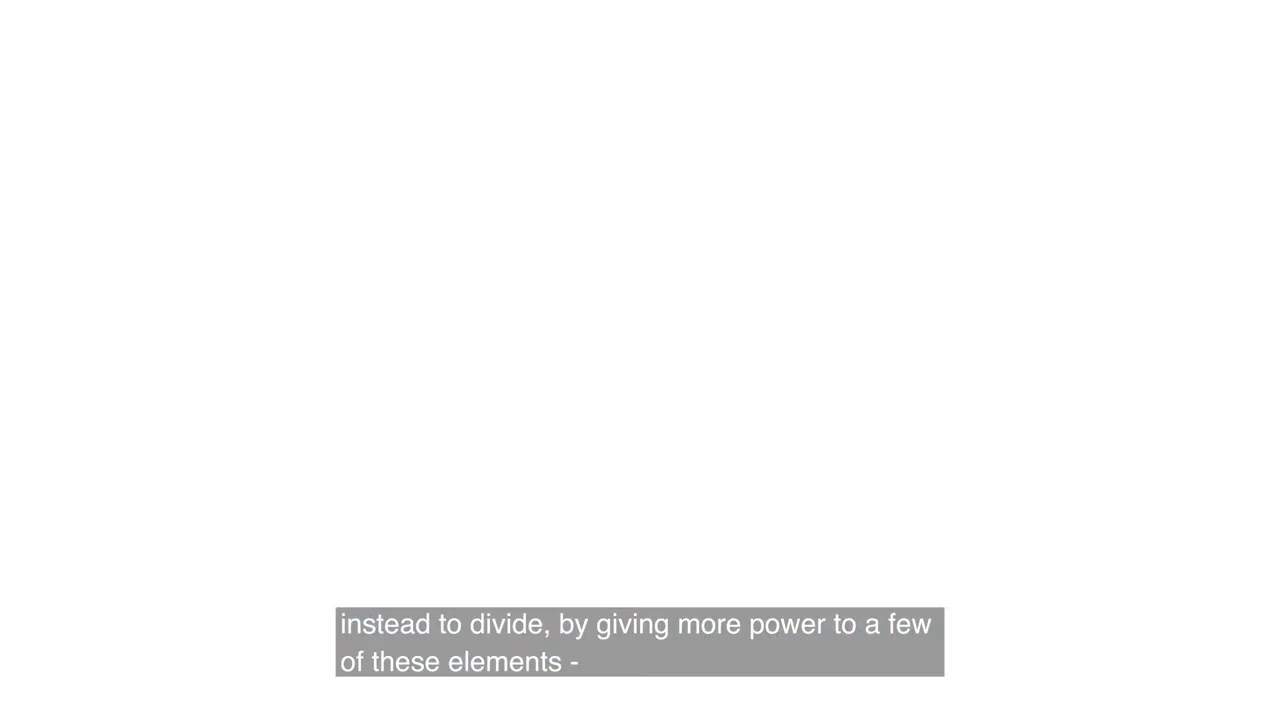 instead to divide, by giving more power to a few
of these elements -